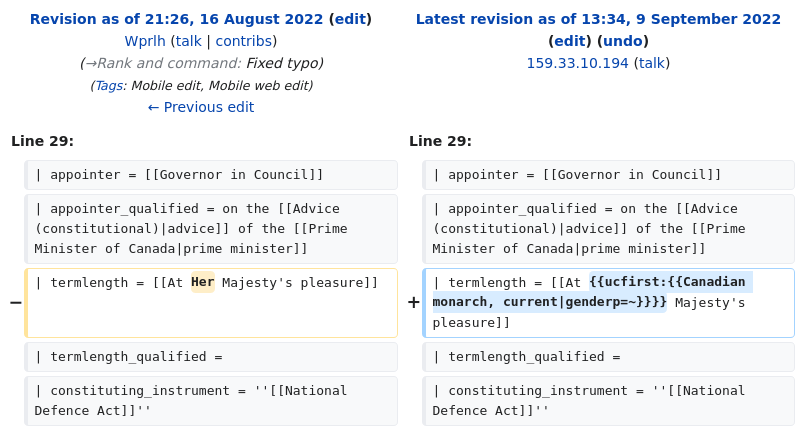 Revision as of 21:26, 16 August 2022 (edit)
Wprlh (talk | contribs)
(→Rank and command: Fixed typo)
(Tags: Mobile edit, Mobile web edit)
← Previous edit
Latest revision as of 13:34, 9 September 2022
(edit) (undo)
159.33.10.194 (talk)
Line 29:
Line 29:
| appointer = [[Governor in Council]]
| appointer = [[Governor in Council]]
| appointer_qualified = on the [[Advice
(constitutional)|advice]] of the [[Prime
Minister of Canada|prime minister]]
| appointer_qualified = on the [[Advice
(constitutional)|advice]] of the [[Prime
Minister of Canada|prime minister]]
− | termlength = [[At Her Majesty's pleasure]]
+ | termlength = [[At {{ucfirst:{{Canadian
monarch, current|genderp=~}}}} Majesty's
pleasure]]
| termlength_qualified =
| termlength_qualified =
| constituting_instrument = ''[[National
Defence Act]]''
| constituting_instrument = ''[[National
Defence Act]]''